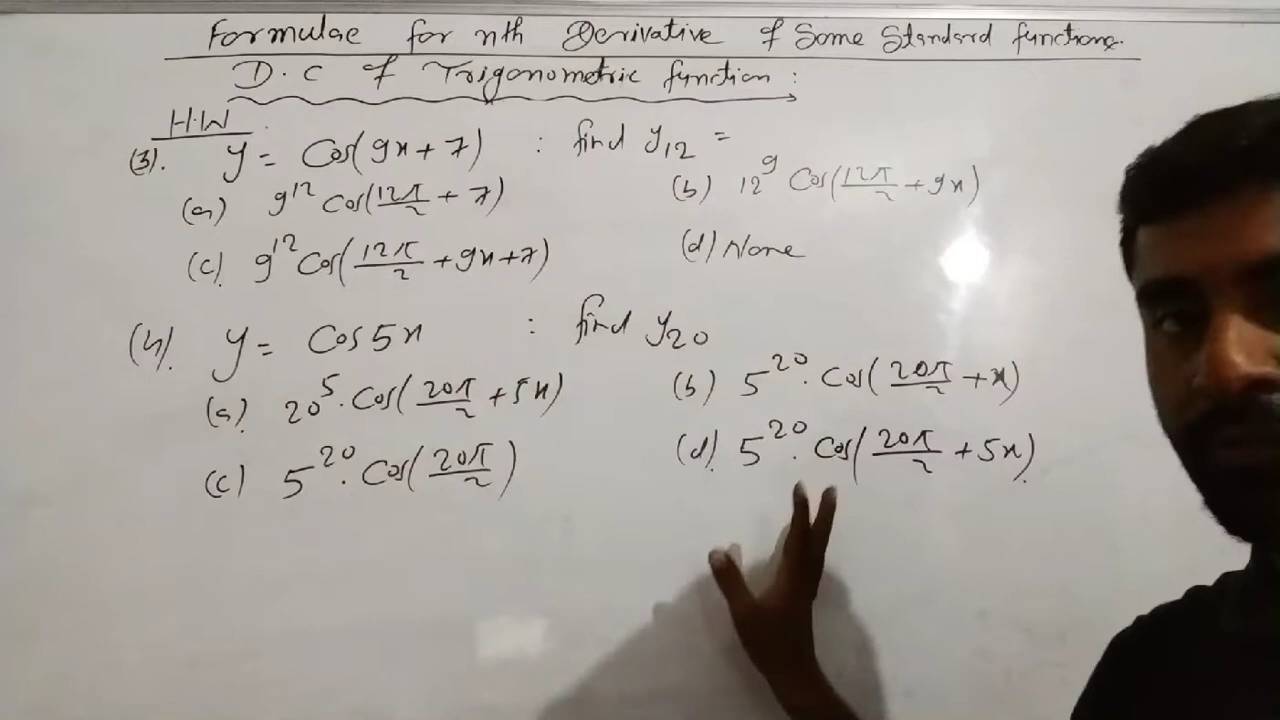 Formulae for nth Derivative of Some Standard functions.
D.C of Trigonometric function :
H.W
(3). y = Cos(9x + 7) : find y₁₂ =
(a) 9¹² Cos(12π/2 + 7) (b) 12⁹ Cos(12π/2 + 9x)
(c). 9¹² Cos(12π/2 + 9x + 7) (d) None
(4). y = Cos 5x : find y₂₀
(a). 20⁵. Cos(20π/2 + 5x) (b) 5²⁰. Cos(20π/2 + x)
(c) 5²⁰. Cos(20π/2) (d). 5²⁰. Cos(20π/2 + 5x).